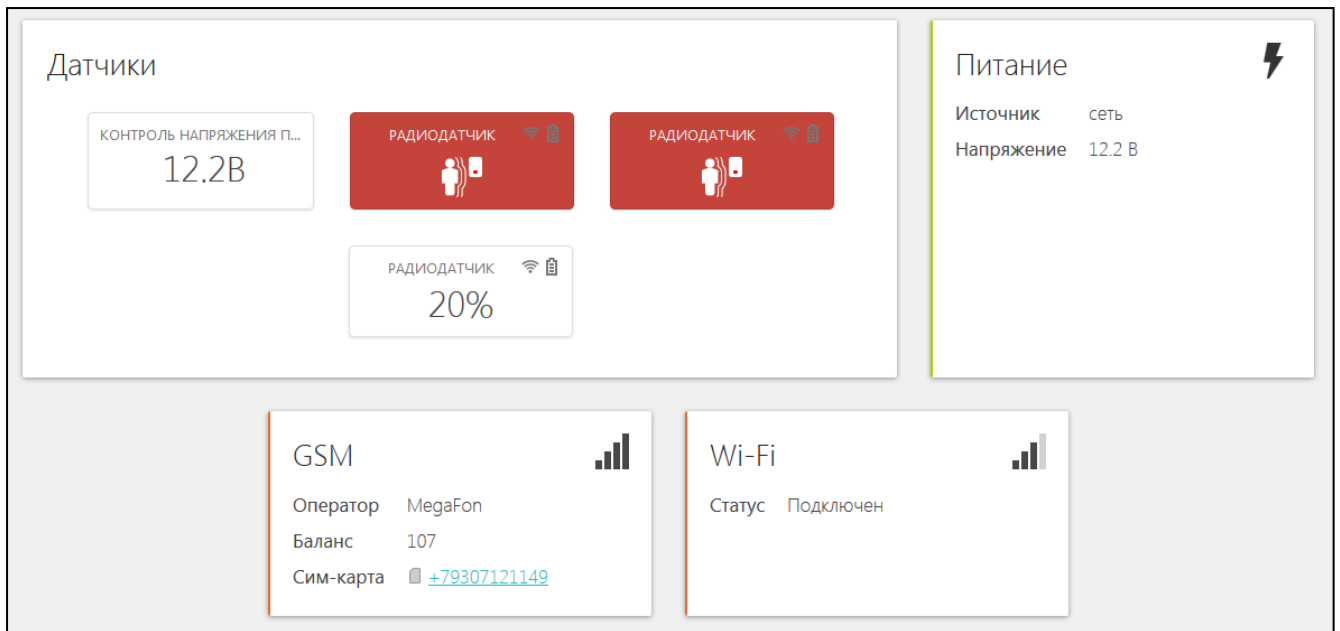 Датчики
КОНТРОЛЬ НАПРЯЖЕНИЯ П...
12.2В
РАДИОДАТЧИК
РАДИОДАТЧИК
РАДИОДАТЧИК
20%
Питание
Источник сеть
Напряжение 12.2 В
GSM
Оператор MegaFon
Баланс 107
Сим-карта +79307121149
Wi-Fi
Статус Подключен